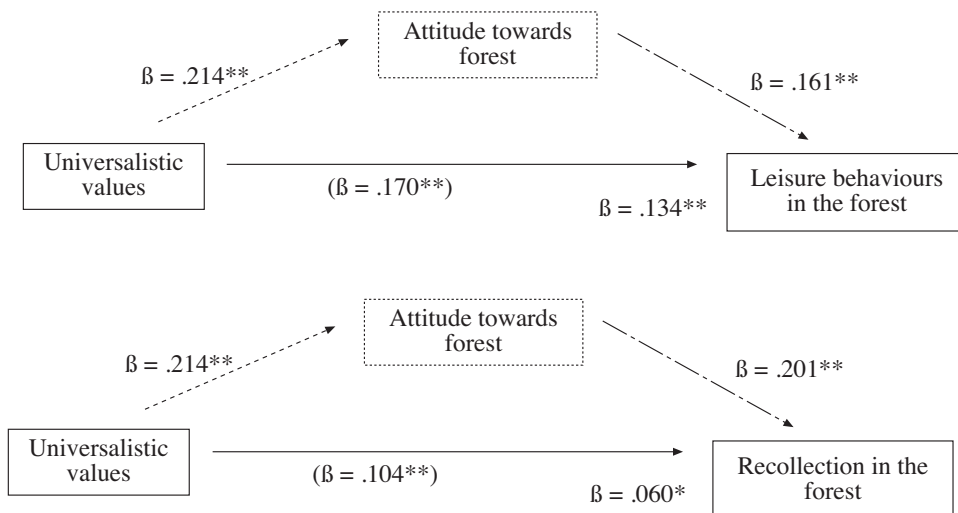 Attitude towards
forest
ß = .214**
ß = .161**
Universalistic
values
(ß = .170**)
ß = .134**
Leisure behaviours
in the forest
Attitude towards
forest
ß = .214**
ß = .201**
Universalistic
values
(ß = .104**)
ß = .060*
Recollection in the
forest